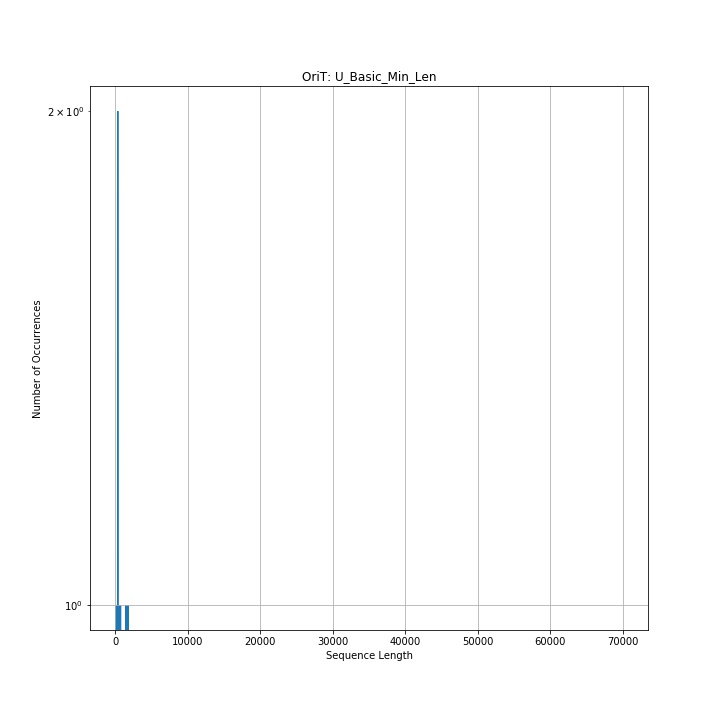 OriT: U_Basic_Min_Len
2 × 10⁰
Number of Occurrences
10⁰
0 10000 20000 30000 40000 50000 60000 70000
Sequence Length